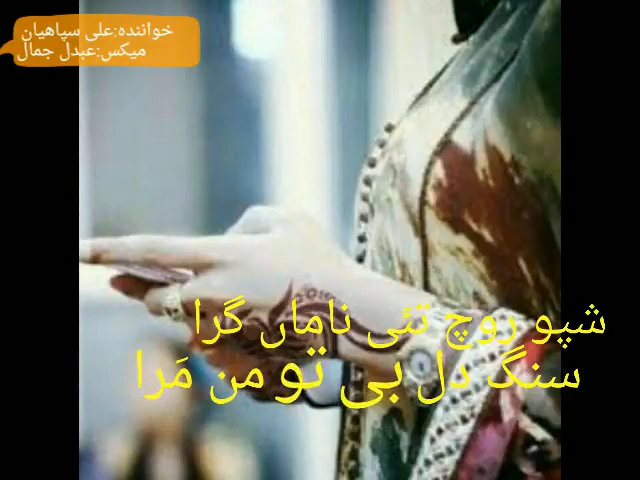 خواننده:علی سپاهیان
میکس:عبدل جمال
شپو روچ تئی ناماں گرا
سنگ دل بی تو من مَرا